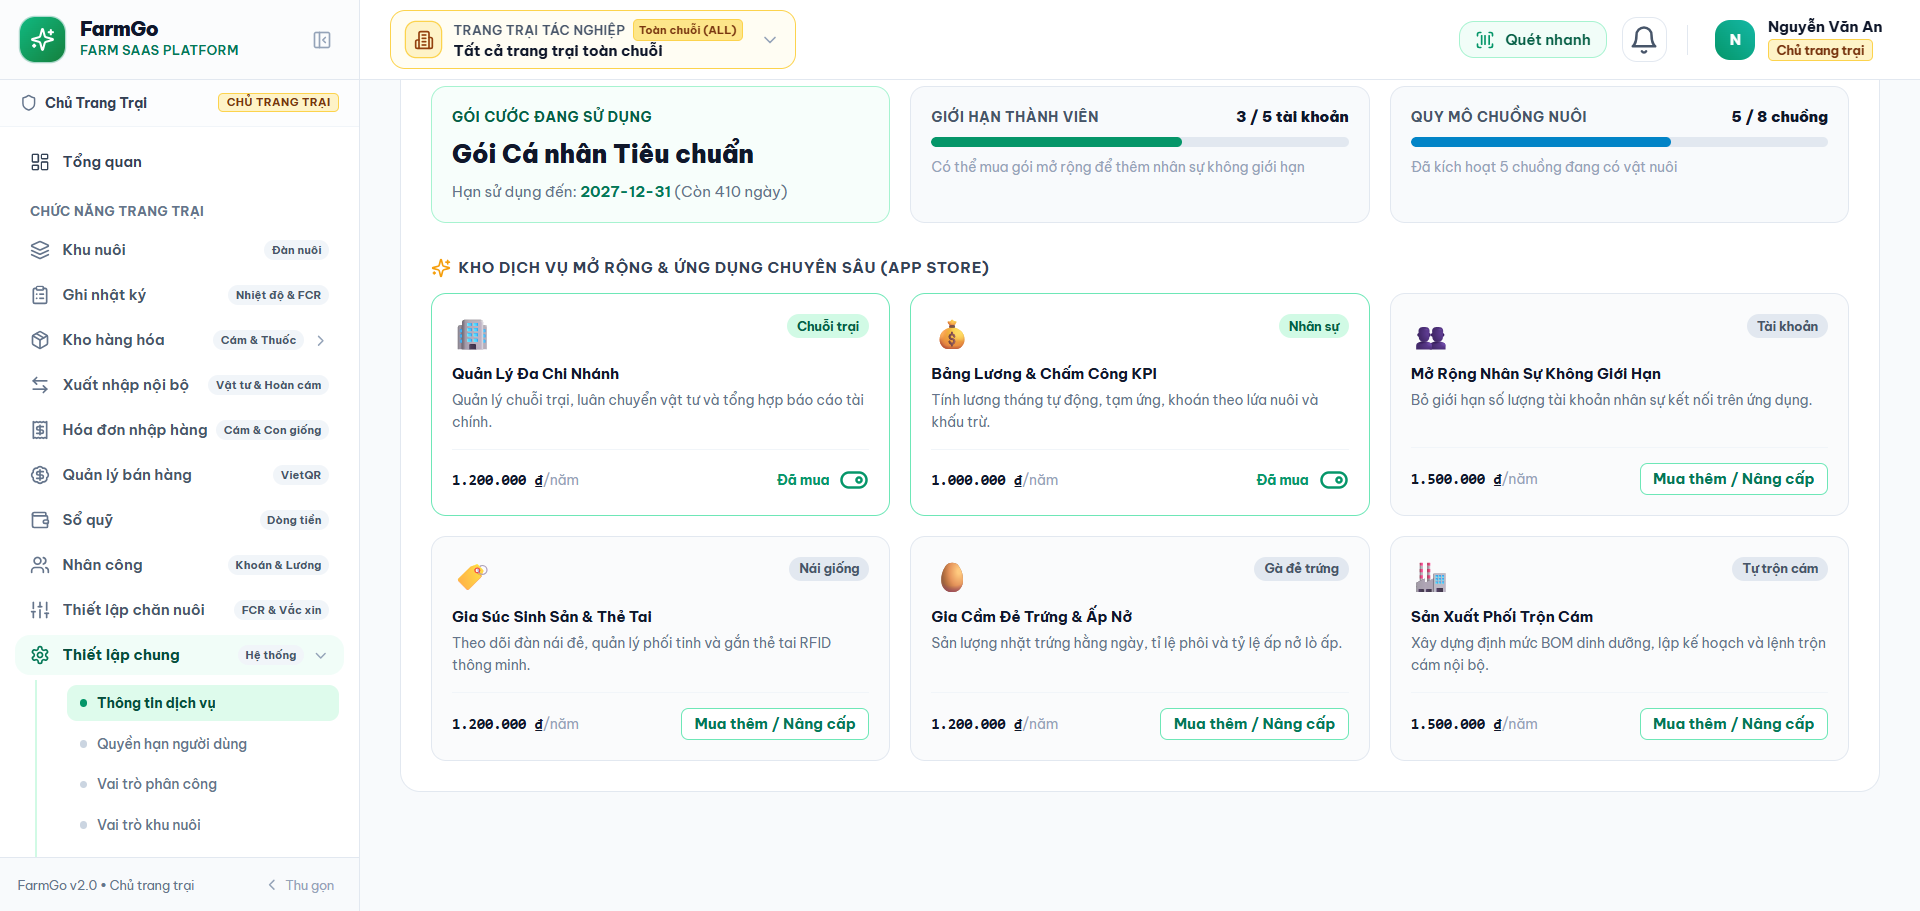 FarmGo
FARM SAAS PLATFORM
Chủ Trang Trại
CHỦ TRANG TRẠI
Tổng quan
CHỨC NĂNG TRANG TRẠI
Khu nuôi
Đàn nuôi
Ghi nhật ký
Nhiệt độ & FCR
Kho hàng hóa
Cám & Thuốc
Xuất nhập nội bộ
Vật tư & Hoàn cám
Hóa đơn nhập hàng
Cám & Con giống
Quản lý bán hàng
VietQR
Sổ quỹ
Dòng tiền
Nhân công
Khoán & Lương
Thiết lập chăn nuôi
FCR & Vắc xin
Thiết lập chung
Hệ thống
Thông tin dịch vụ
Quyền hạn người dùng
Vai trò phân công
Vai trò khu nuôi
FarmGo v2.0 • Chủ trang trại
Thu gọn
TRANG TRẠI TÁC NGHIỆP
Toàn chuỗi (ALL)
Tất cả trang trại toàn chuỗi
Quét nhanh
N
Nguyễn Văn An
Chủ trang trại
GÓI CƯỚC ĐANG SỬ DỤNG
Gói Cá nhân Tiêu chuẩn
Hạn sử dụng đến: 2027-12-31 (Còn 410 ngày)
GIỚI HẠN THÀNH VIÊN
3 / 5 tài khoản
Có thể mua gói mở rộng để thêm nhân sự không giới hạn
QUY MÔ CHUỒNG NUÔI
5 / 8 chuồng
Đã kích hoạt 5 chuồng đang có vật nuôi
KHO DỊCH VỤ MỞ RỘNG & ỨNG DỤNG CHUYÊN SÂU (APP STORE)
Chuỗi trại
Quản Lý Đa Chi Nhánh
Quản lý chuỗi trại, luân chuyển vật tư và tổng hợp báo cáo tài
chính.
1.200.000 ₫/năm
Đã mua
Nhân sự
Bảng Lương & Chấm Công KPI
Tính lương tháng tự động, tạm ứng, khoán theo lứa nuôi và
khấu trừ.
1.000.000 ₫/năm
Đã mua
Tài khoản
Mở Rộng Nhân Sự Không Giới Hạn
Bỏ giới hạn số lượng tài khoản nhân sự kết nối trên ứng dụng.
1.500.000 ₫/năm
Mua thêm / Nâng cấp
Nái giống
Gia Súc Sinh Sản & Thẻ Tai
Theo dõi đàn nái đẻ, quản lý phối tinh và gắn thẻ tai RFID
thông minh.
1.200.000 ₫/năm
Mua thêm / Nâng cấp
Gà đẻ trứng
Gia Cầm Đẻ Trứng & Ấp Nở
Sản lượng nhặt trứng hằng ngày, tỉ lệ phôi và tỷ lệ ấp nở lò ấp.
1.200.000 ₫/năm
Mua thêm / Nâng cấp
Tự trộn cám
Sản Xuất Phối Trộn Cám
Xây dựng định mức BOM dinh dưỡng, lập kế hoạch và lệnh trộn
cám nội bộ.
1.500.000 ₫/năm
Mua thêm / Nâng cấp